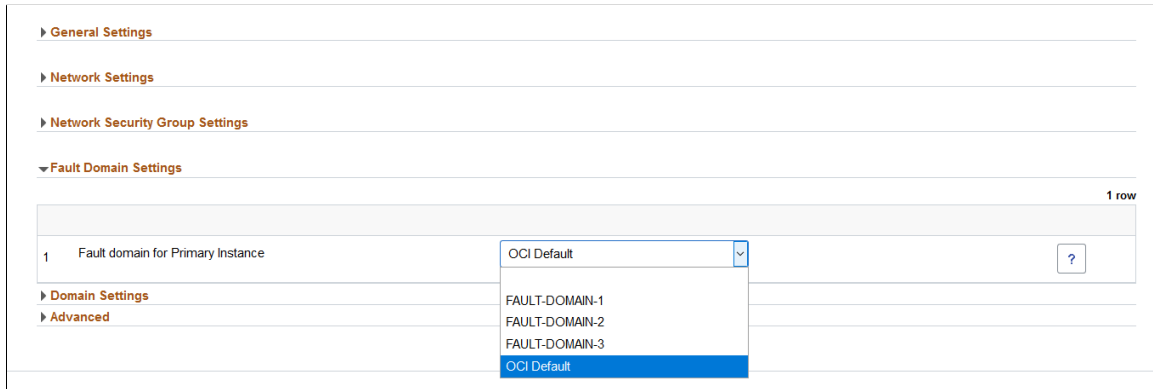 General Settings
Network Settings
Network Security Group Settings
Fault Domain Settings
1 row
1 Fault domain for Primary Instance OCI Default ?
FAULT-DOMAIN-1
FAULT-DOMAIN-2
FAULT-DOMAIN-3
OCI Default
Domain Settings
Advanced